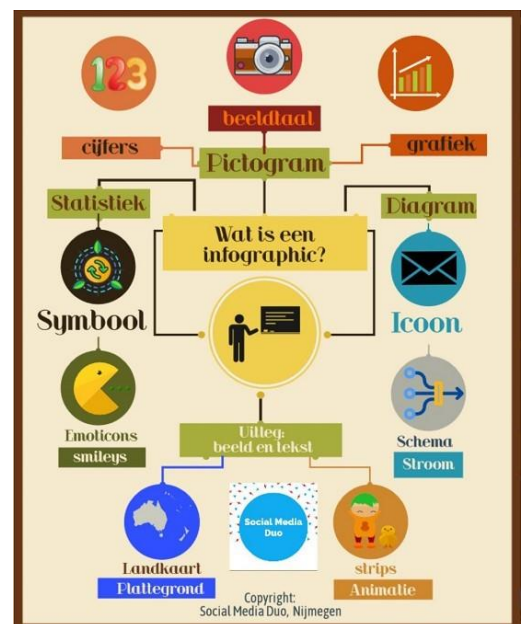 123
beeldtaal
cijfers
grafiek
Pictogram
Statistiek
Diagram
Wat is een
infographic?
Symbool
Icoon
Emoticons
smileys
Uitleg:
beeld en tekst
Schema
Stroom
Social Media
Duo
Landkaart
Plattegrond
strips
Animatie
Copyright:
Social Media Duo, Nijmegen